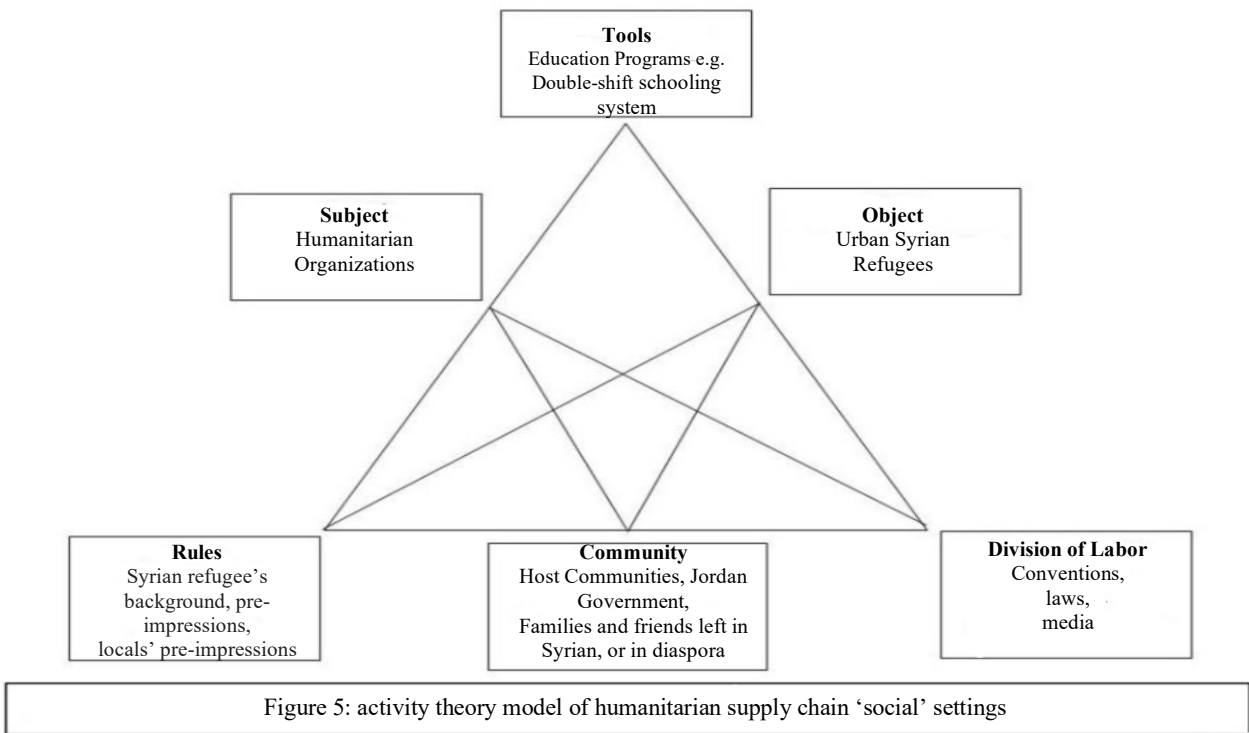 Tools
Education Programs e.g.
Double-shift schooling
system
Subject
Humanitarian
Organizations
Object
Urban Syrian
Refugees
Rules
Syrian refugee’s
background, pre-
impressions,
locals’ pre-impressions
Community
Host Communities, Jordan
Government,
Families and friends left in
Syrian, or in diaspora
Division of Labor
Conventions,
laws,
media
Figure 5: activity theory model of humanitarian supply chain ‘social’ settings